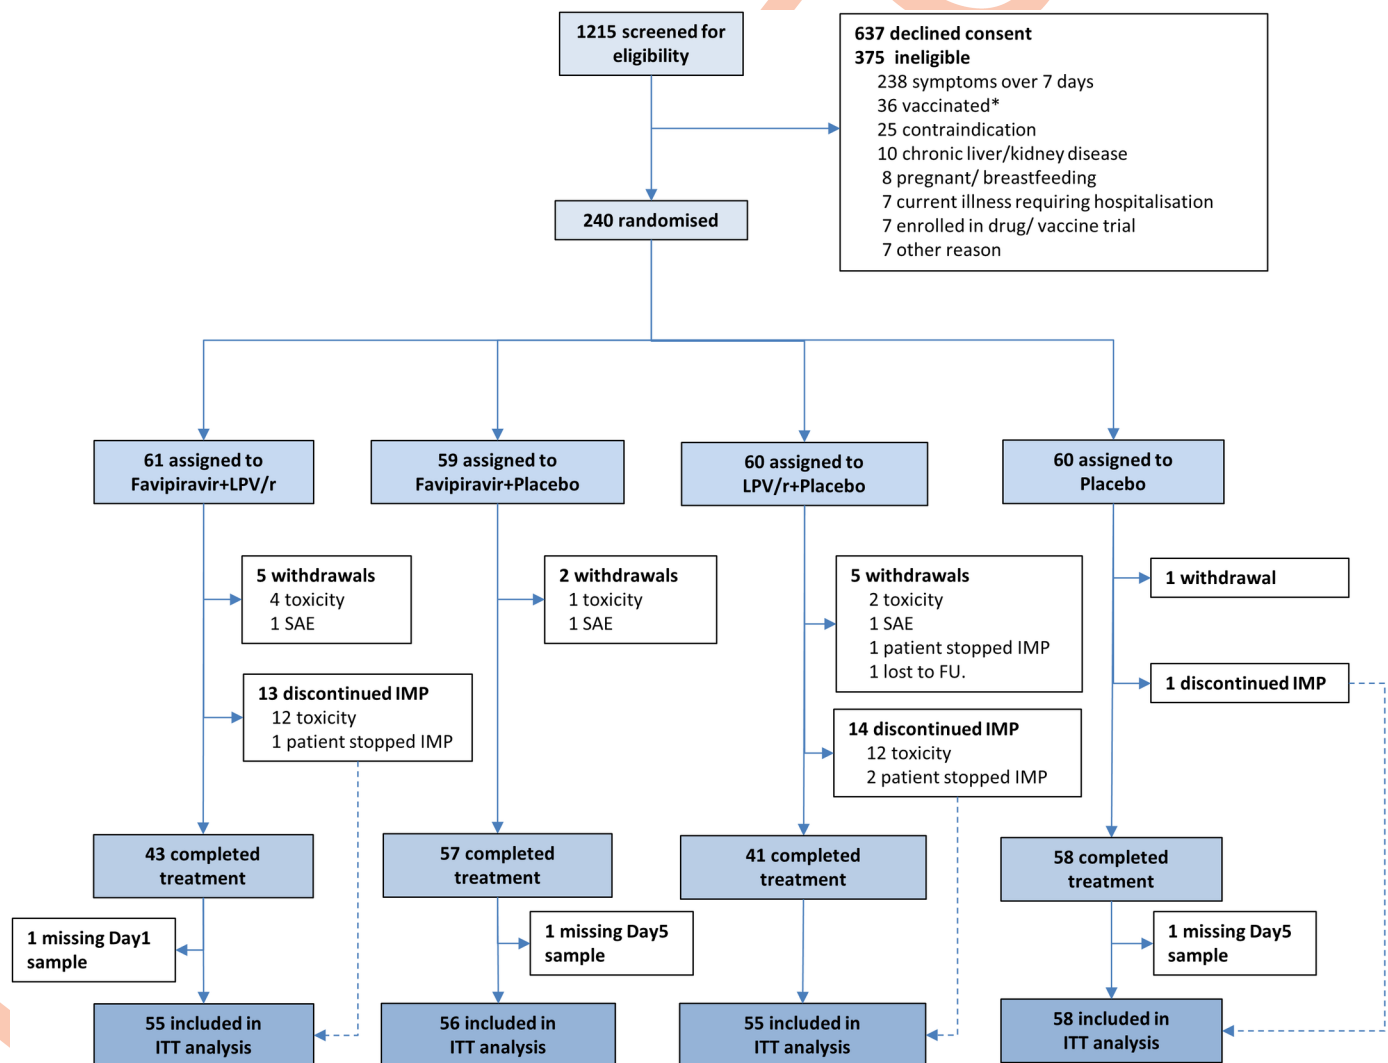 1215 screened for
eligibility
637 declined consent
375 ineligible
238 symptoms over 7 days
36 vaccinated*
25 contraindication
10 chronic liver/kidney disease
8 pregnant/ breastfeeding
7 current illness requiring hospitalisation
7 enrolled in drug/ vaccine trial
7 other reason
240 randomised
61 assigned to
Favipiravir+LPV/r
59 assigned to
Favipiravir+Placebo
60 assigned to
LPV/r+Placebo
60 assigned to
Placebo
5 withdrawals
4 toxicity
1 SAE
2 withdrawals
1 toxicity
1 SAE
5 withdrawals
2 toxicity
1 SAE
1 patient stopped IMP
1 lost to FU.
1 withdrawal
13 discontinued IMP
12 toxicity
1 patient stopped IMP
14 discontinued IMP
12 toxicity
2 patient stopped IMP
1 discontinued IMP
43 completed
treatment
57 completed
treatment
41 completed
treatment
58 completed
treatment
1 missing Day1
sample
1 missing Day5
sample
1 missing Day5
sample
55 included in
ITT analysis
56 included in
ITT analysis
55 included in
ITT analysis
58 included in
ITT analysis